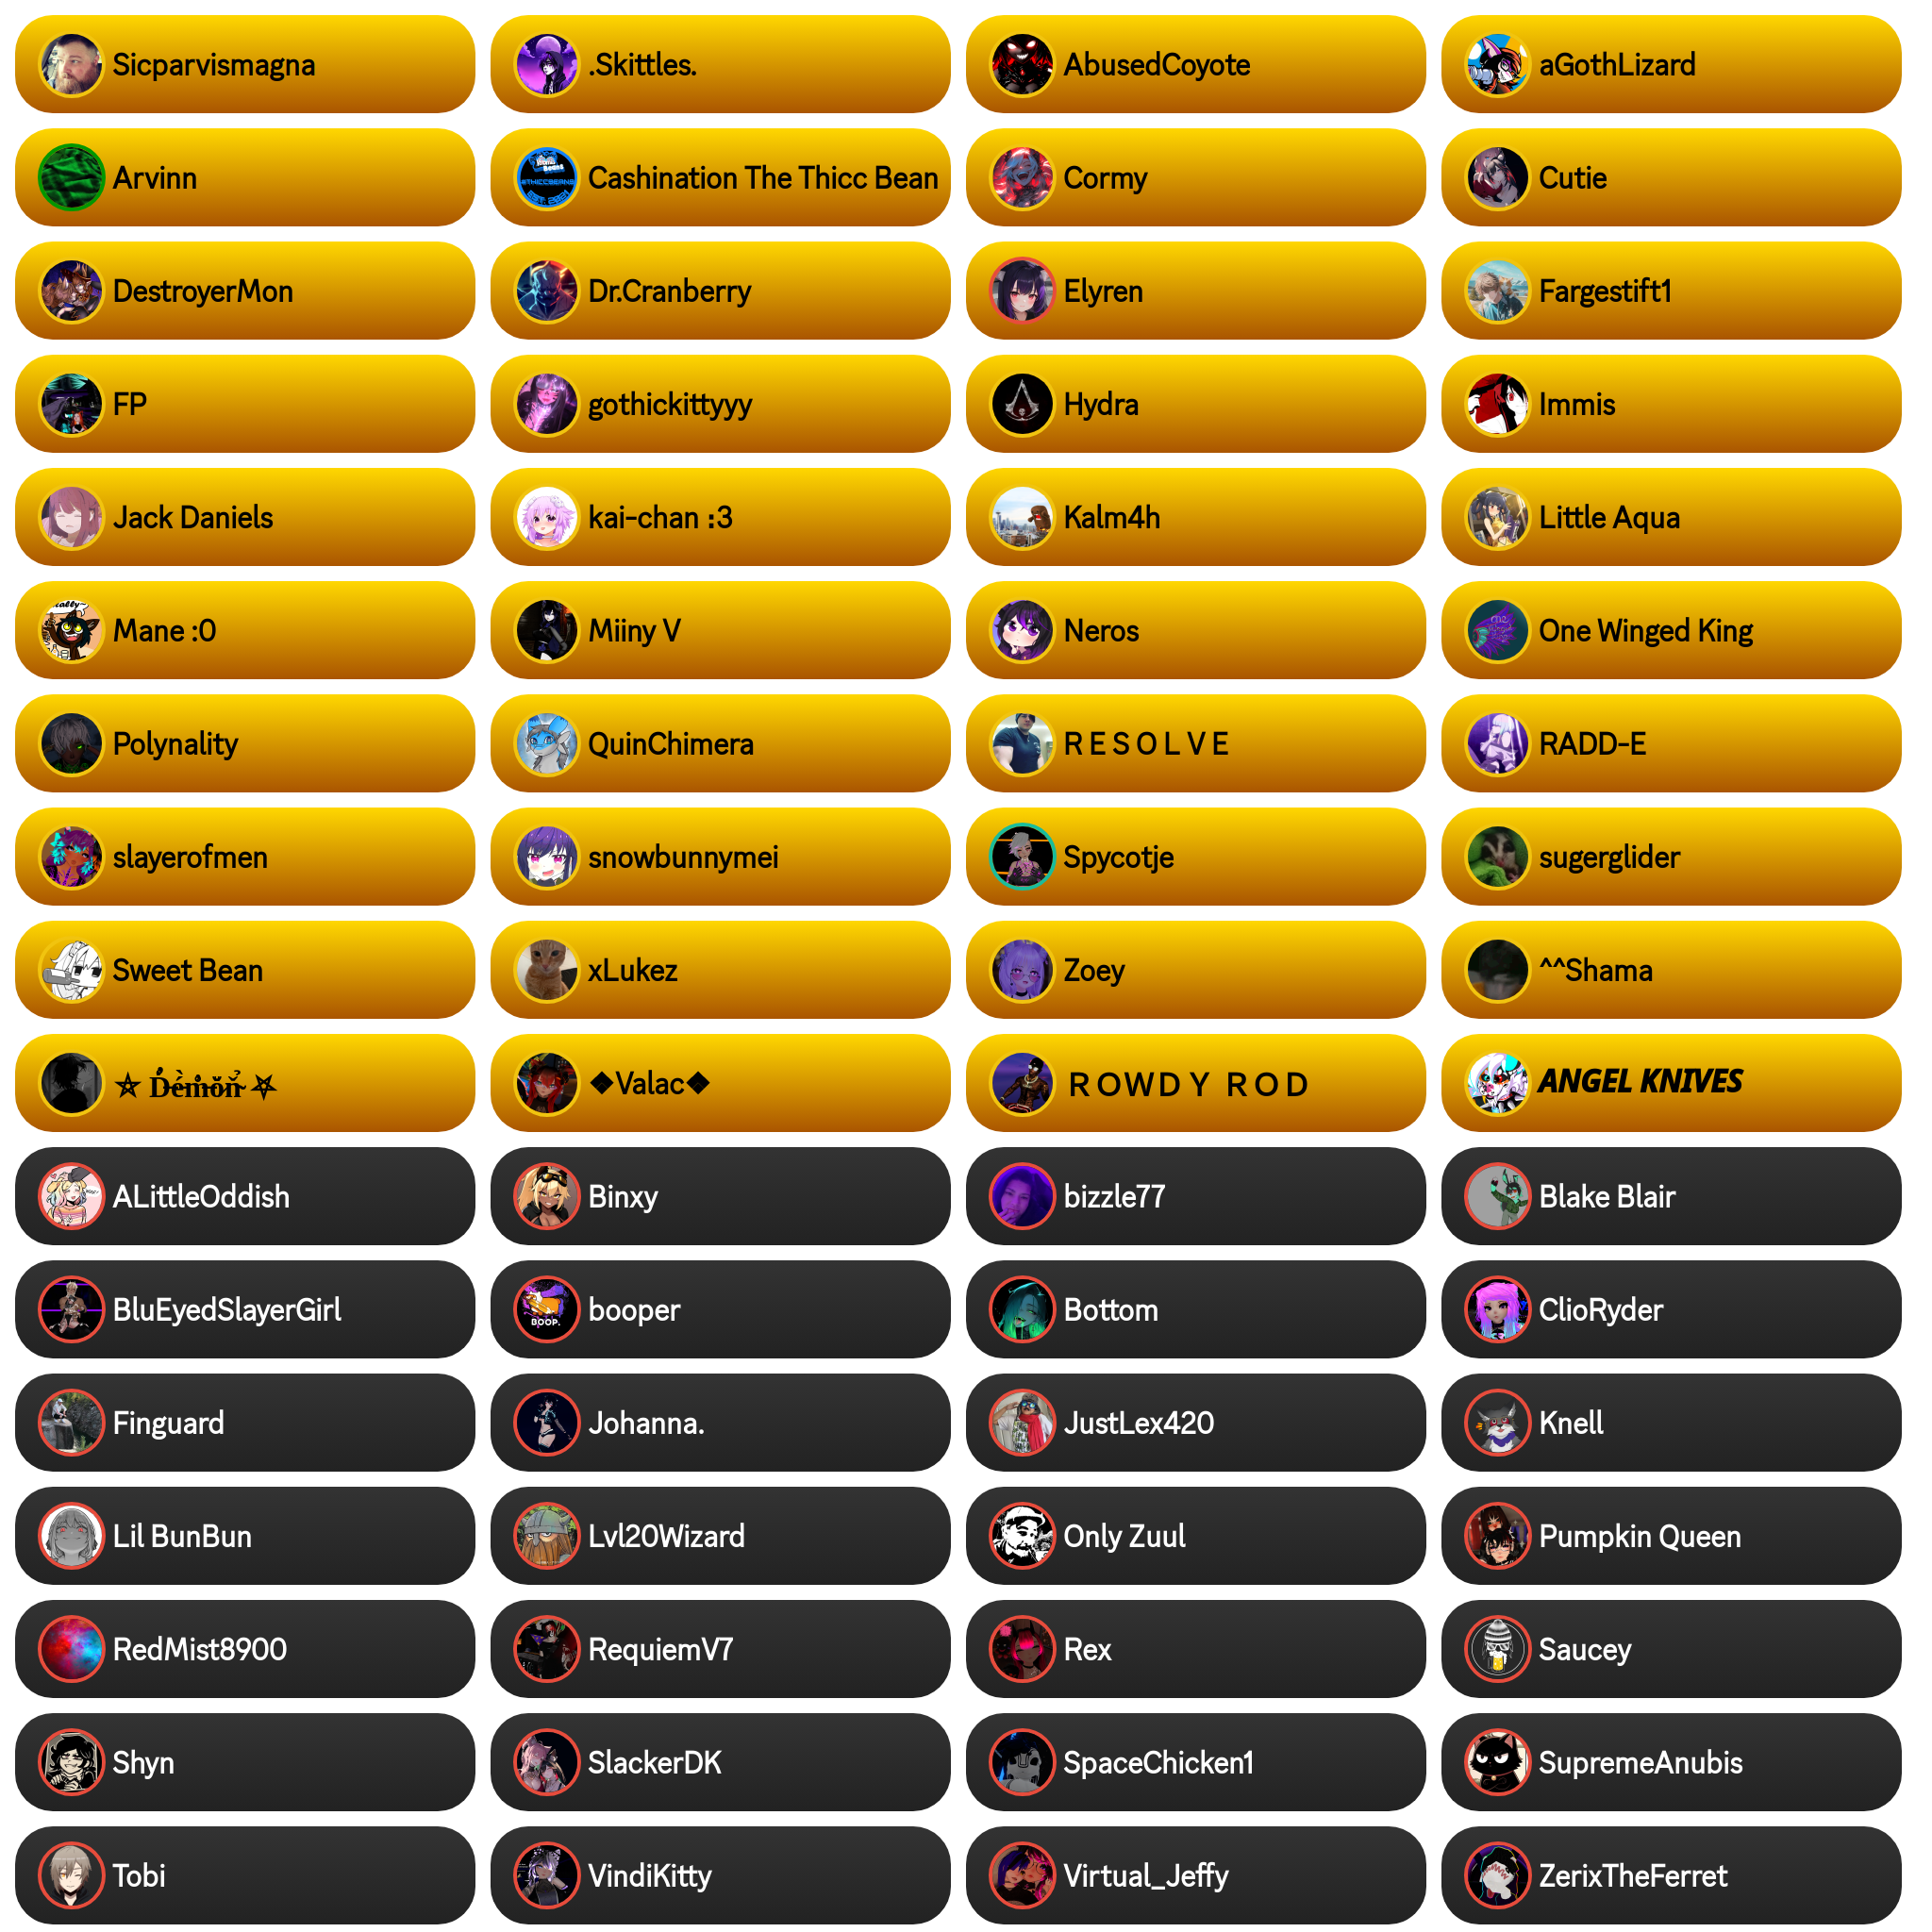 Sicparvismagna
.Skittles.
AbusedCoyote
aGothLizard
Arvinn
Cashination The Thicc Bean
Cormy
Cutie
DestroyerMon
Dr.Cranberry
Elyren
Fargestift1
FP
gothickittyyy
Hydra
Immis
Jack Daniels
kai-chan :3
Kalm4h
Little Aqua
Mane :0
Miiny V
Neros
One Winged King
Polynality
QuinChimera
R E S O L V E
RADD-E
slayerofmen
snowbunnymei
Spycotje
sugerglider
Sweet Bean
xLukez
Zoey
^^Shama
❖Valac❖
ＲＯＷＤＹ ＲＯＤ
ANGEL KNIVES
ALittleOddish
Binxy
bizzle77
Blake Blair
BluEyedSlayerGirl
booper
BOOP.
Bottom
ClioRyder
Finguard
Johanna.
JustLex420
Knell
Lil BunBun
Lvl20Wizard
Only Zuul
Pumpkin Queen
RedMist8900
RequiemV7
Rex
Saucey
Shyn
SlackerDK
SpaceChicken1
SupremeAnubis
Tobi
VindiKitty
Virtual_Jeffy
ZerixTheFerret